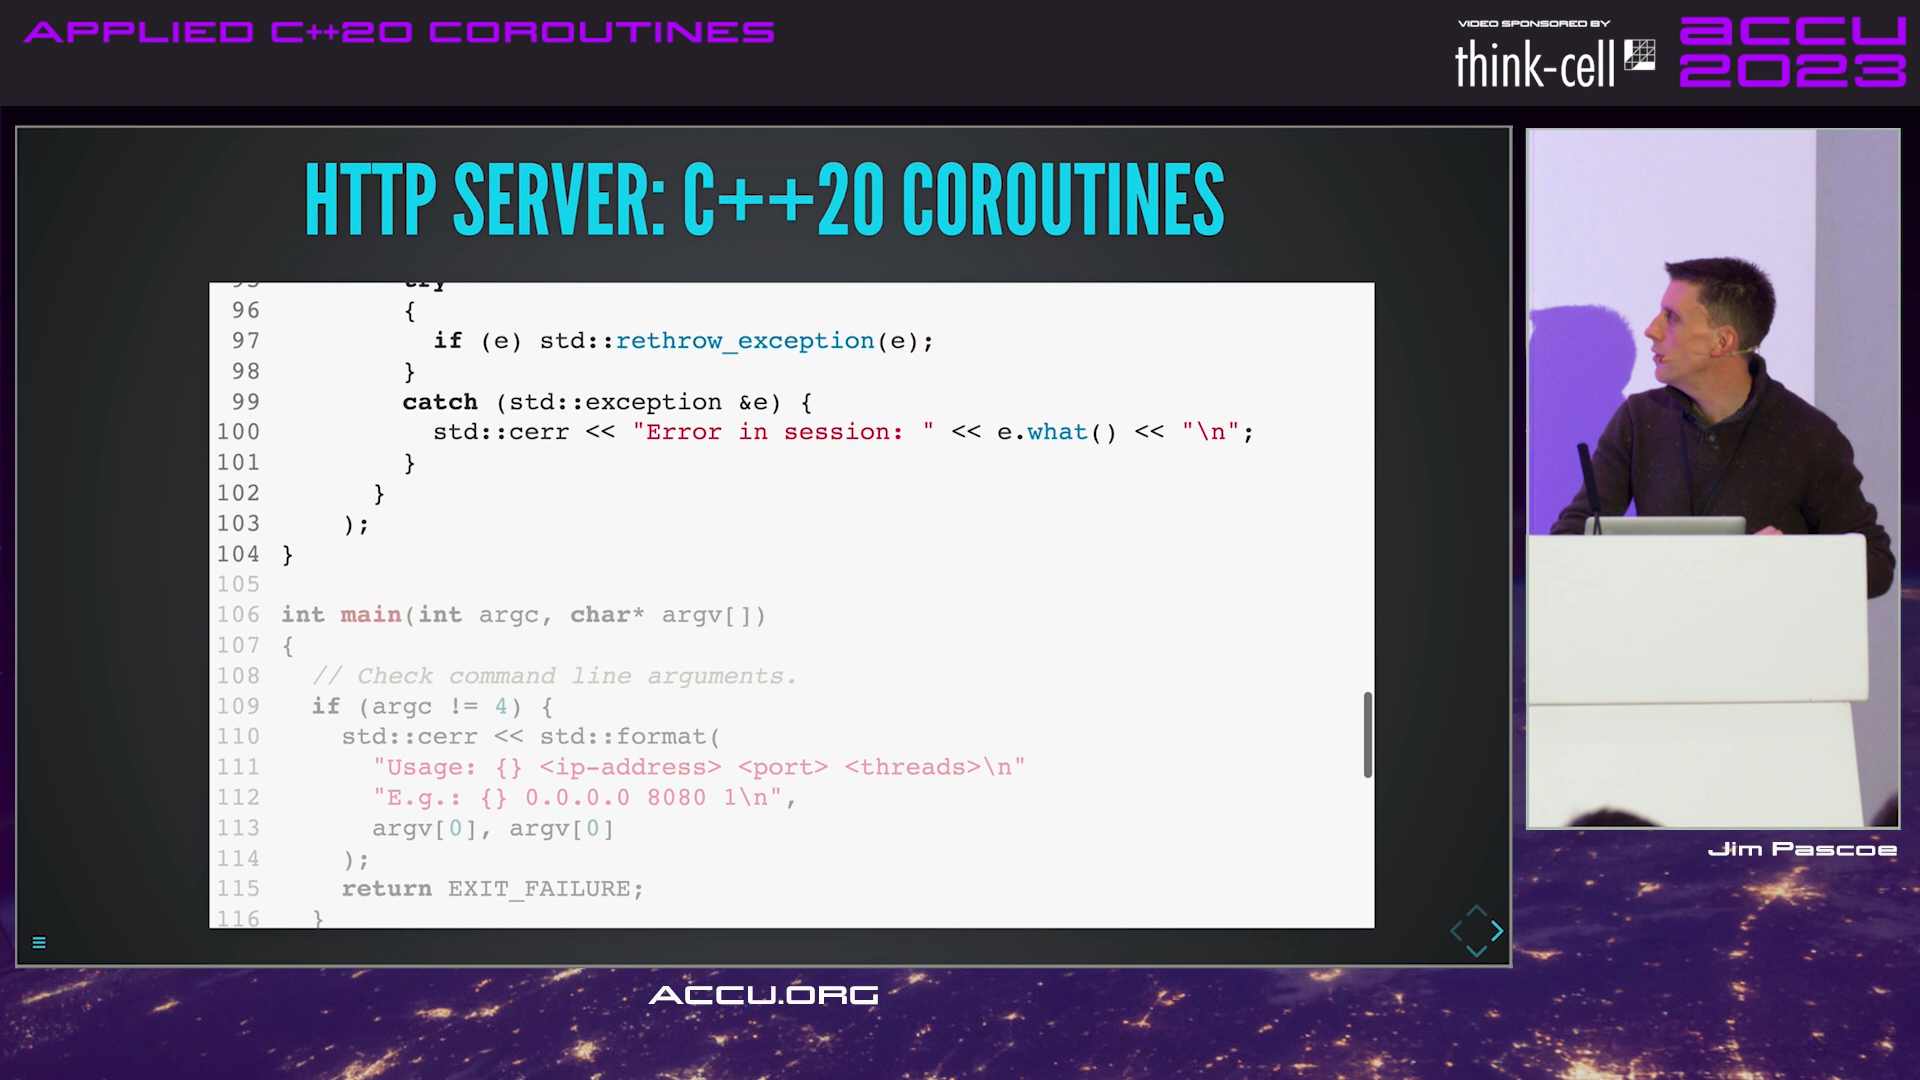 APPLIED C++20 COROUTINES
VIDEO SPONSORED BY
think-cell
accu
2023
HTTP SERVER: C++20 COROUTINES
95 try
96 {
97 if (e) std::rethrow_exception(e);
98 }
99 catch (std::exception &e) {
100 std::cerr << "Error in session: " << e.what() << "\n";
101 }
102 }
103 );
104 }
105
106 int main(int argc, char* argv[])
107 {
108 // Check command line arguments.
109 if (argc != 4) {
110 std::cerr << std::format(
111 "Usage: {} <ip-address> <port> <threads>\n"
112 "E.g.: {} 0.0.0.0 8080 1\n",
113 argv[0], argv[0]
114 );
115 return EXIT_FAILURE;
116 }
Jim Pascoe
ACCU.ORG